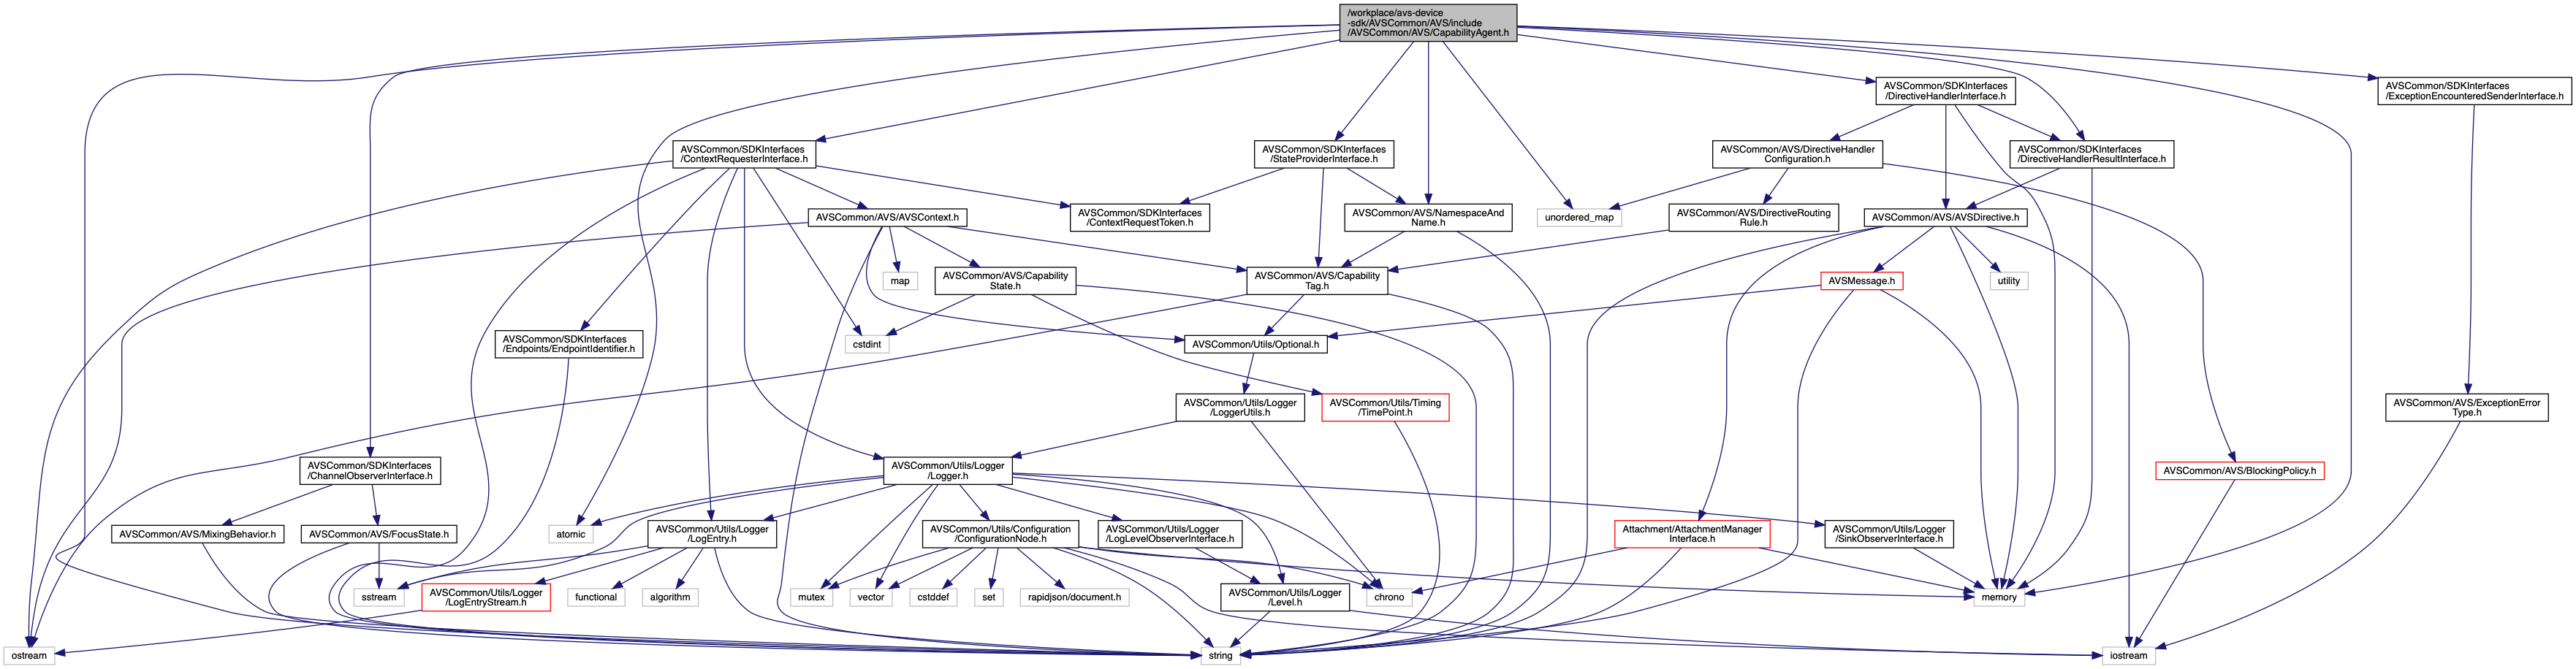 /workplace/avs-device
-sdk/AVSCommon/AVS/include
/AVSCommon/AVS/CapabilityAgent.h
AVSCommon/SDKInterfaces
/DirectiveHandlerInterface.h
AVSCommon/SDKInterfaces
/ExceptionEncounteredSenderInterface.h
AVSCommon/SDKInterfaces
/ContextRequesterInterface.h
AVSCommon/SDKInterfaces
/StateProviderInterface.h
AVSCommon/AVS/DirectiveHandler
Configuration.h
AVSCommon/SDKInterfaces
/DirectiveHandlerResultInterface.h
AVSCommon/AVS/AVSContext.h
AVSCommon/SDKInterfaces
/ContextRequestToken.h
AVSCommon/AVS/NamespaceAnd
Name.h
unordered_map
AVSCommon/AVS/DirectiveRouting
Rule.h
AVSCommon/AVS/AVSDirective.h
map
AVSCommon/AVS/Capability
State.h
AVSCommon/AVS/Capability
Tag.h
AVSMessage.h
utility
AVSCommon/SDKInterfaces
/Endpoints/EndpointIdentifier.h
cstdint
AVSCommon/Utils/Optional.h
AVSCommon/Utils/Logger
/LoggerUtils.h
AVSCommon/Utils/Timing
/TimePoint.h
AVSCommon/AVS/ExceptionError
Type.h
AVSCommon/SDKInterfaces
/ChannelObserverInterface.h
AVSCommon/Utils/Logger
/Logger.h
AVSCommon/AVS/BlockingPolicy.h
AVSCommon/AVS/MixingBehavior.h
AVSCommon/AVS/FocusState.h
atomic
AVSCommon/Utils/Logger
/LogEntry.h
AVSCommon/Utils/Configuration
/ConfigurationNode.h
AVSCommon/Utils/Logger
/LogLevelObserverInterface.h
Attachment/AttachmentManager
Interface.h
AVSCommon/Utils/Logger
/SinkObserverInterface.h
sstream
AVSCommon/Utils/Logger
/LogEntryStream.h
functional
algorithm
mutex
vector
cstddef
set
rapidjson/document.h
AVSCommon/Utils/Logger
/Level.h
chrono
memory
ostream
string
iostream